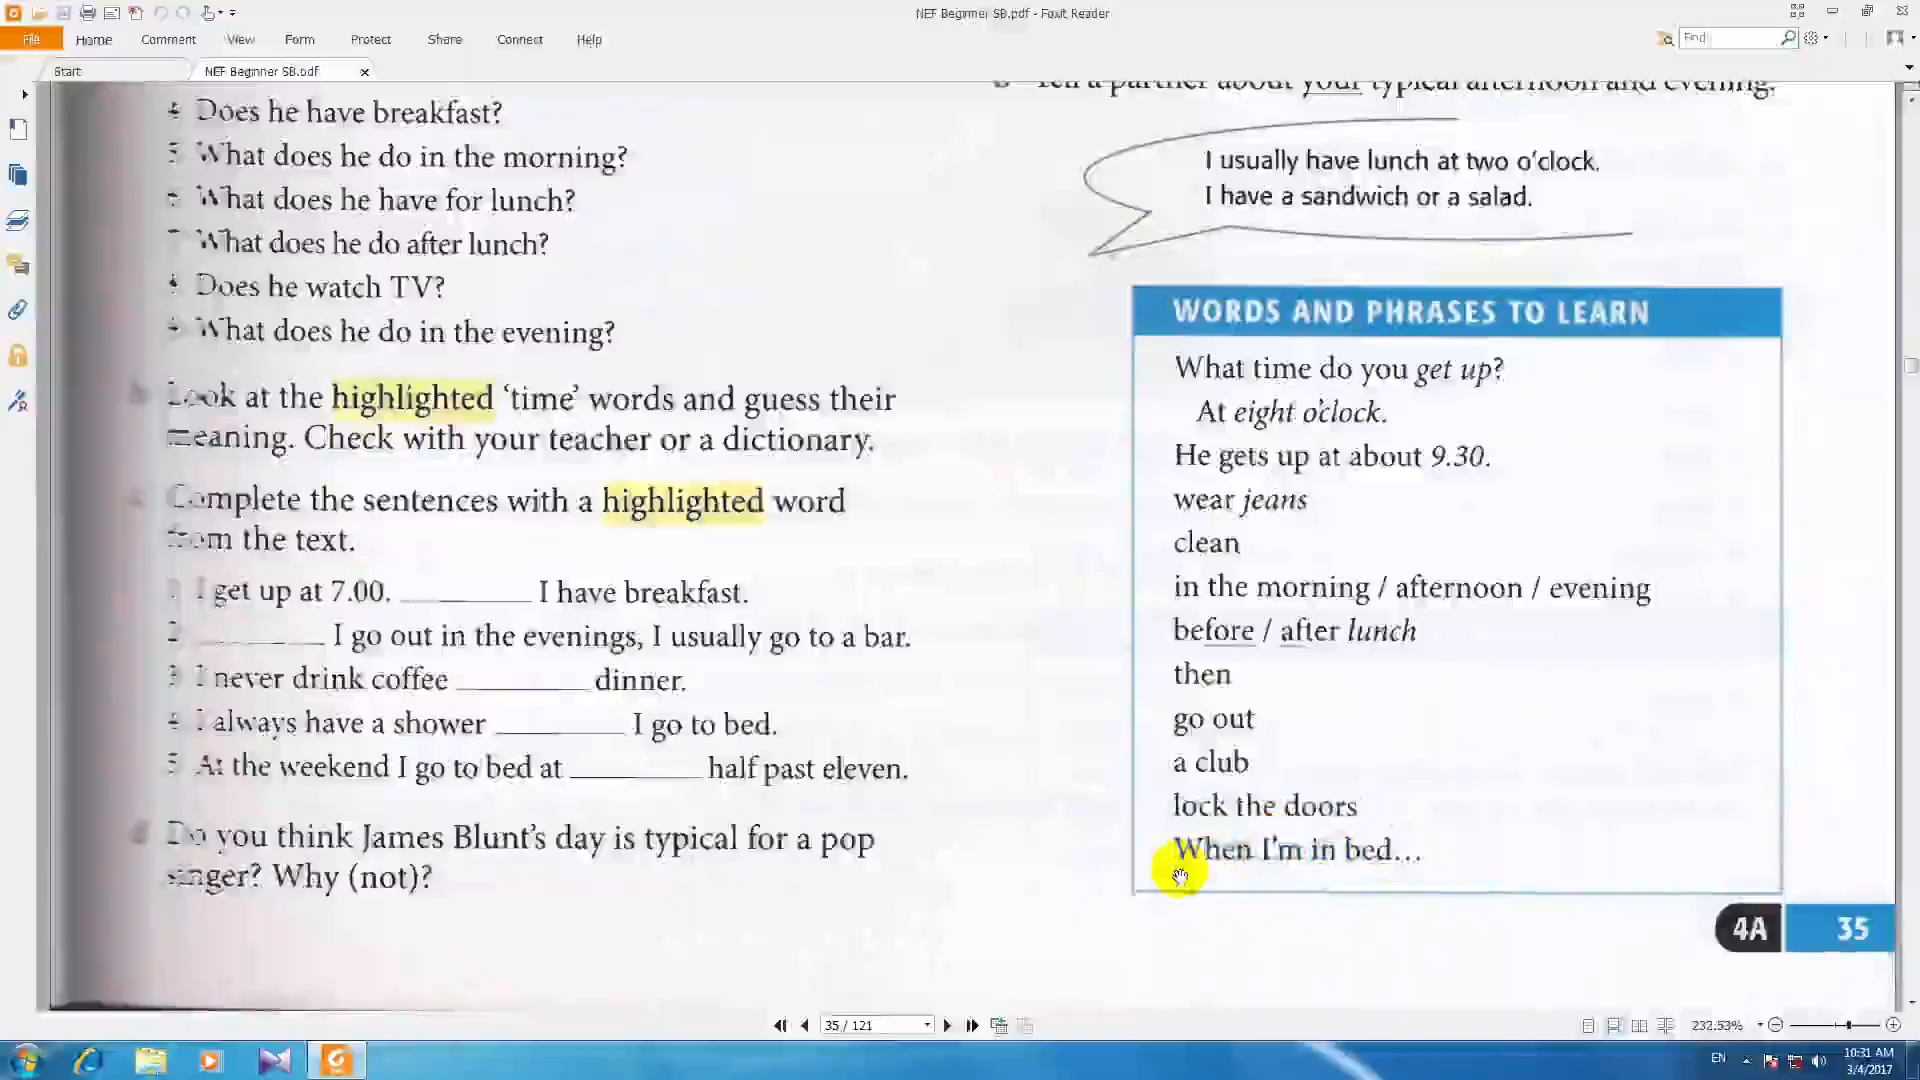 NEF Beginner SB.pdf - Foxit Reader
File Home Comment View Form Protect Share Connect Help
Find
Start
NEF Beginner SB.pdf
Tell a partner about your typical afternoon and evening.
Does he have breakfast?
5 What does he do in the morning?
What does he have for lunch?
What does he do after lunch?
Does he watch TV?
What does he do in the evening?
Look at the highlighted ‘time’ words and guess their
meaning. Check with your teacher or a dictionary.
Complete the sentences with a highlighted word
from the text.
1 I get up at 7.00. ________ I have breakfast.
2 ________ I go out in the evenings, I usually go to a bar.
3 I never drink coffee ________ dinner.
4 I always have a shower ________ I go to bed.
5 At the weekend I go to bed at ________ half past eleven.
Do you think James Blunt’s day is typical for a pop
singer? Why (not)?
I usually have lunch at two o’clock.
I have a sandwich or a salad.
WORDS AND PHRASES TO LEARN
What time do you get up?
At eight o’clock.
He gets up at about 9.30.
wear jeans
clean
in the morning / afternoon / evening
before / after lunch
then
go out
a club
lock the doors
When I’m in bed…
4A 35
35 / 121
232.53%
EN
10:31 AM
3/4/2017